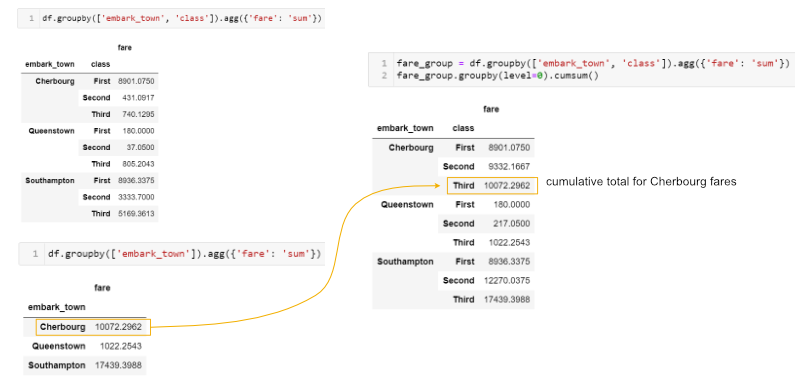 1 df.groupby(['embark_town', 'class']).agg({'fare': 'sum'})
fare
embark_town class
Cherbourg First 8901.0750
Second 431.0917
Third 740.1295
Queenstown First 180.0000
Second 37.0500
Third 805.2043
Southampton First 8936.3375
Second 3333.7000
Third 5169.3613
1 df.groupby(['embark_town']).agg({'fare': 'sum'})
fare
embark_town
Cherbourg 10072.2962
Queenstown 1022.2543
Southampton 17439.3988
1 fare_group = df.groupby(['embark_town', 'class']).agg({'fare': 'sum'})
2 fare_group.groupby(level=0).cumsum()
fare
embark_town class
Cherbourg First 8901.0750
Second 9332.1667
Third 10072.2962
cumulative total for Cherbourg fares
Queenstown First 180.0000
Second 217.0500
Third 1022.2543
Southampton First 8936.3375
Second 12270.0375
Third 17439.3988